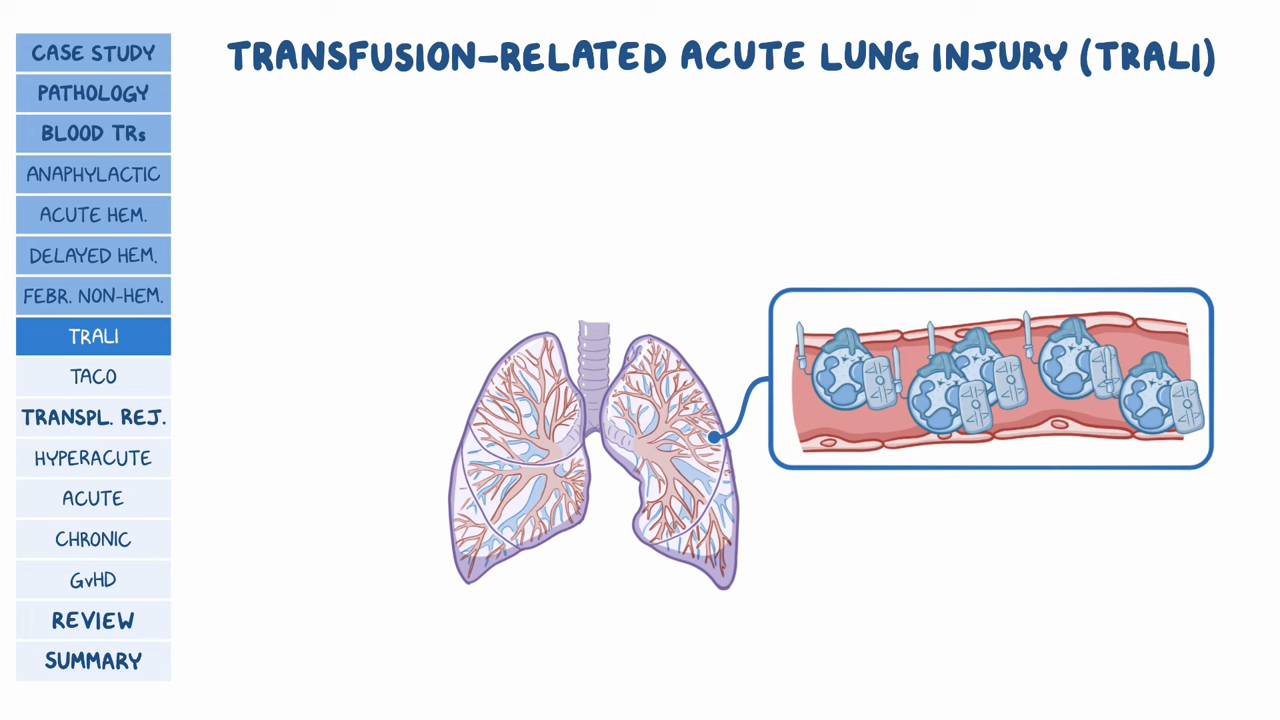 TRANSFUSION-RELATED ACUTE LUNG INJURY (TRALI)
CASE STUDY
PATHOLOGY
BLOOD TRs
ANAPHYLACTIC
ACUTE HEM.
DELAYED HEM.
FEBR. NON-HEM.
TRALI
TACO
TRANSPL. REJ.
HYPERACUTE
ACUTE
CHRONIC
GvHD
REVIEW
SUMMARY